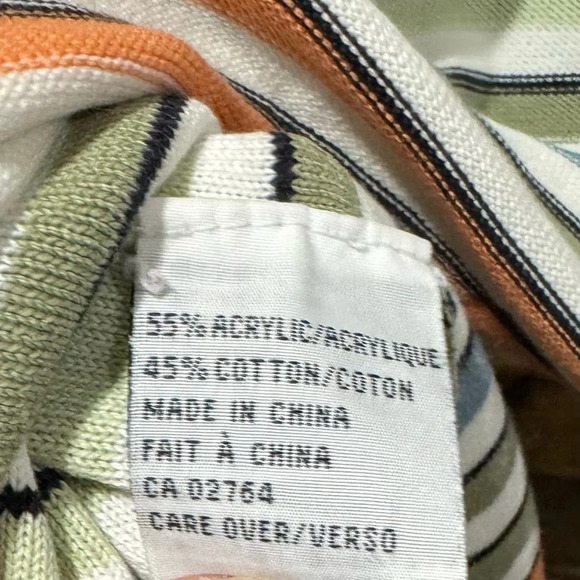 55% ACRYLIC/ACRYLIQUE
45% COTTON/COTON
MADE IN CHINA
FAIT À CHINA
CA 02764
CARE OVER/VERSO